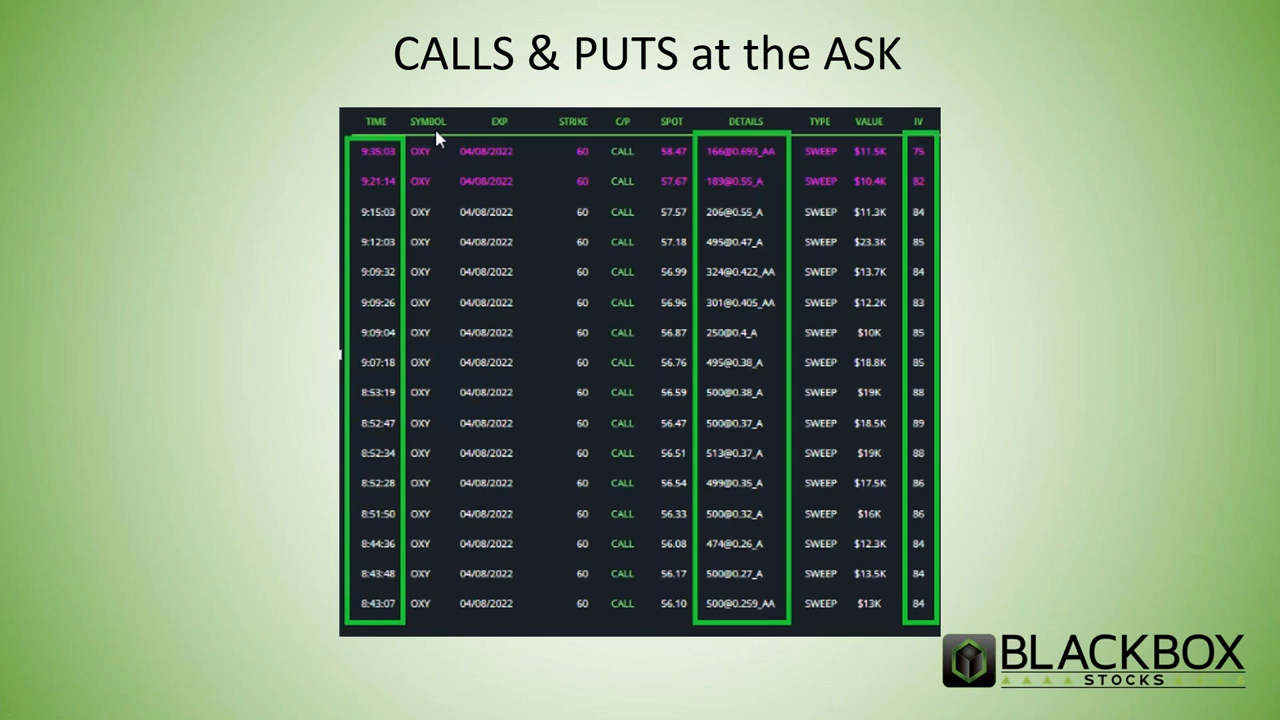 CALLS & PUTS at the ASK
TIME SYMBOL EXP STRIKE C/P SPOT DETAILS TYPE VALUE IV
9:35:03 OXY 04/08/2022 60 CALL 58.47 166@0.693_AA SWEEP $11.5K 75
9:21:14 OXY 04/08/2022 60 CALL 57.67 189@0.55_A SWEEP $10.4K 82
9:15:03 OXY 04/08/2022 60 CALL 57.57 206@0.55_A SWEEP $11.3K 84
9:12:03 OXY 04/08/2022 60 CALL 57.18 495@0.47_A SWEEP $23.3K 85
9:09:32 OXY 04/08/2022 60 CALL 56.99 324@0.422_AA SWEEP $13.7K 84
9:09:26 OXY 04/08/2022 60 CALL 56.96 301@0.405_AA SWEEP $12.2K 83
9:09:04 OXY 04/08/2022 60 CALL 56.87 250@0.4_A SWEEP $10K 85
9:07:18 OXY 04/08/2022 60 CALL 56.76 495@0.38_A SWEEP $18.8K 85
8:53:19 OXY 04/08/2022 60 CALL 56.59 500@0.38_A SWEEP $19K 88
8:52:47 OXY 04/08/2022 60 CALL 56.47 500@0.37_A SWEEP $18.5K 89
8:52:34 OXY 04/08/2022 60 CALL 56.51 513@0.37_A SWEEP $19K 88
8:52:28 OXY 04/08/2022 60 CALL 56.54 499@0.35_A SWEEP $17.5K 86
8:51:50 OXY 04/08/2022 60 CALL 56.33 500@0.32_A SWEEP $16K 86
8:44:36 OXY 04/08/2022 60 CALL 56.08 474@0.26_A SWEEP $12.3K 84
8:43:48 OXY 04/08/2022 60 CALL 56.17 500@0.27_A SWEEP $13.5K 84
8:43:07 OXY 04/08/2022 60 CALL 56.10 500@0.259_AA SWEEP $13K 84
BLACKBOX
STOCKS